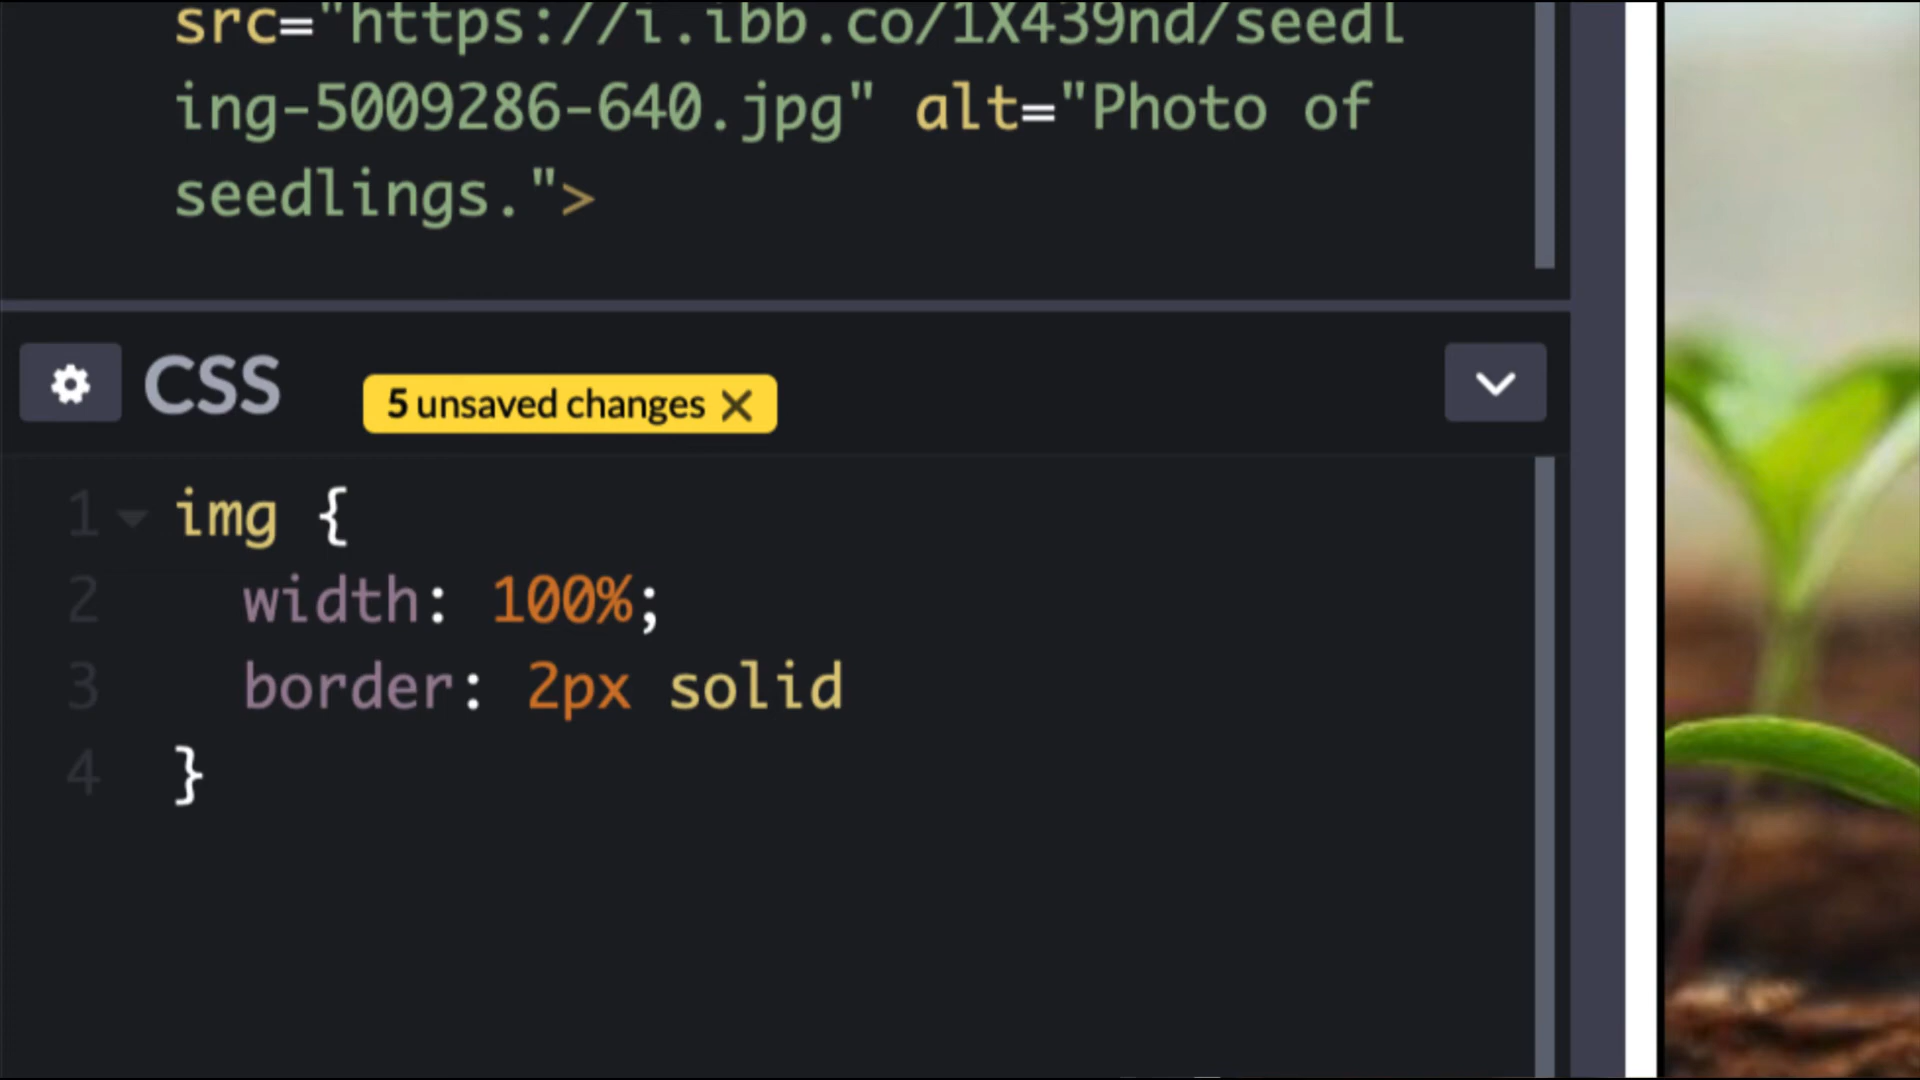 src="https://i.ibb.co/1X439nd/seedl
ing-5009286-640.jpg" alt="Photo of
seedlings.">
CSS
5 unsaved changes
1 img {
2 width: 100%;
3 border: 2px solid
4 }